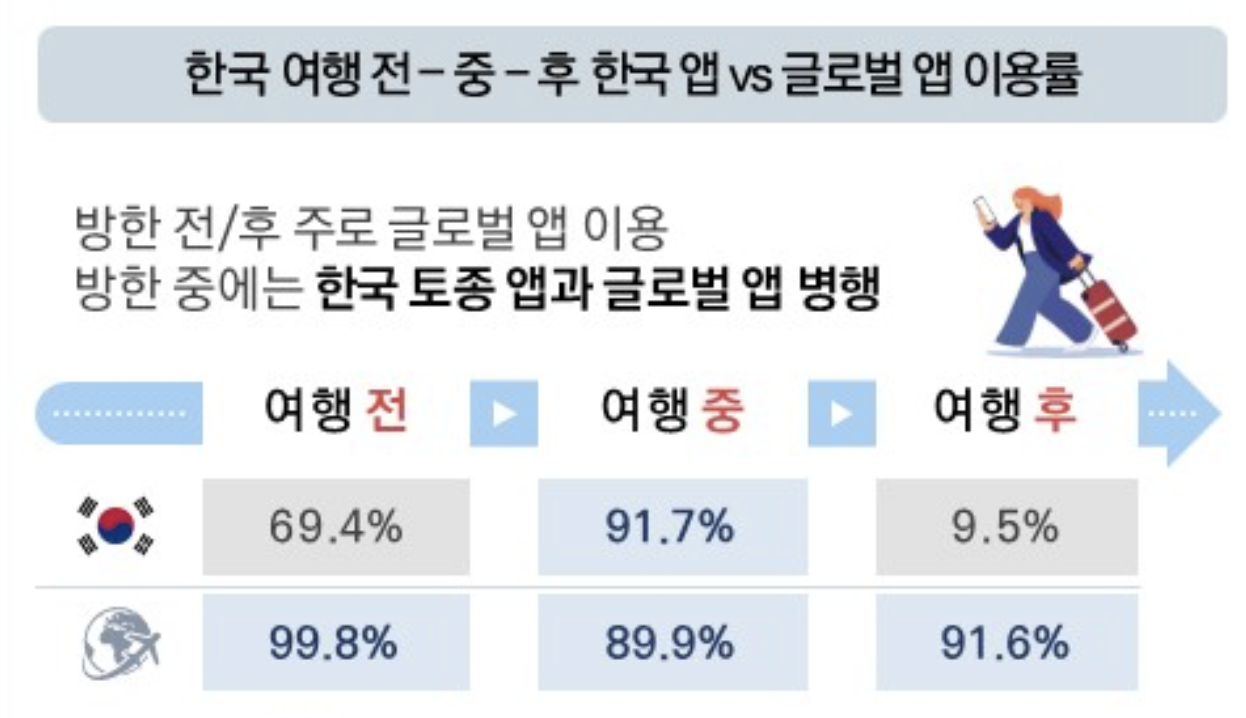 한국 여행 전 – 중 – 후 한국 앱 vs 글로벌 앱 이용률
방한 전/후 주로 글로벌 앱 이용
방한 중에는 한국 토종 앱과 글로벌 앱 병행
여행 전 여행 중 여행 후
69.4% 91.7% 9.5%
99.8% 89.9% 91.6%